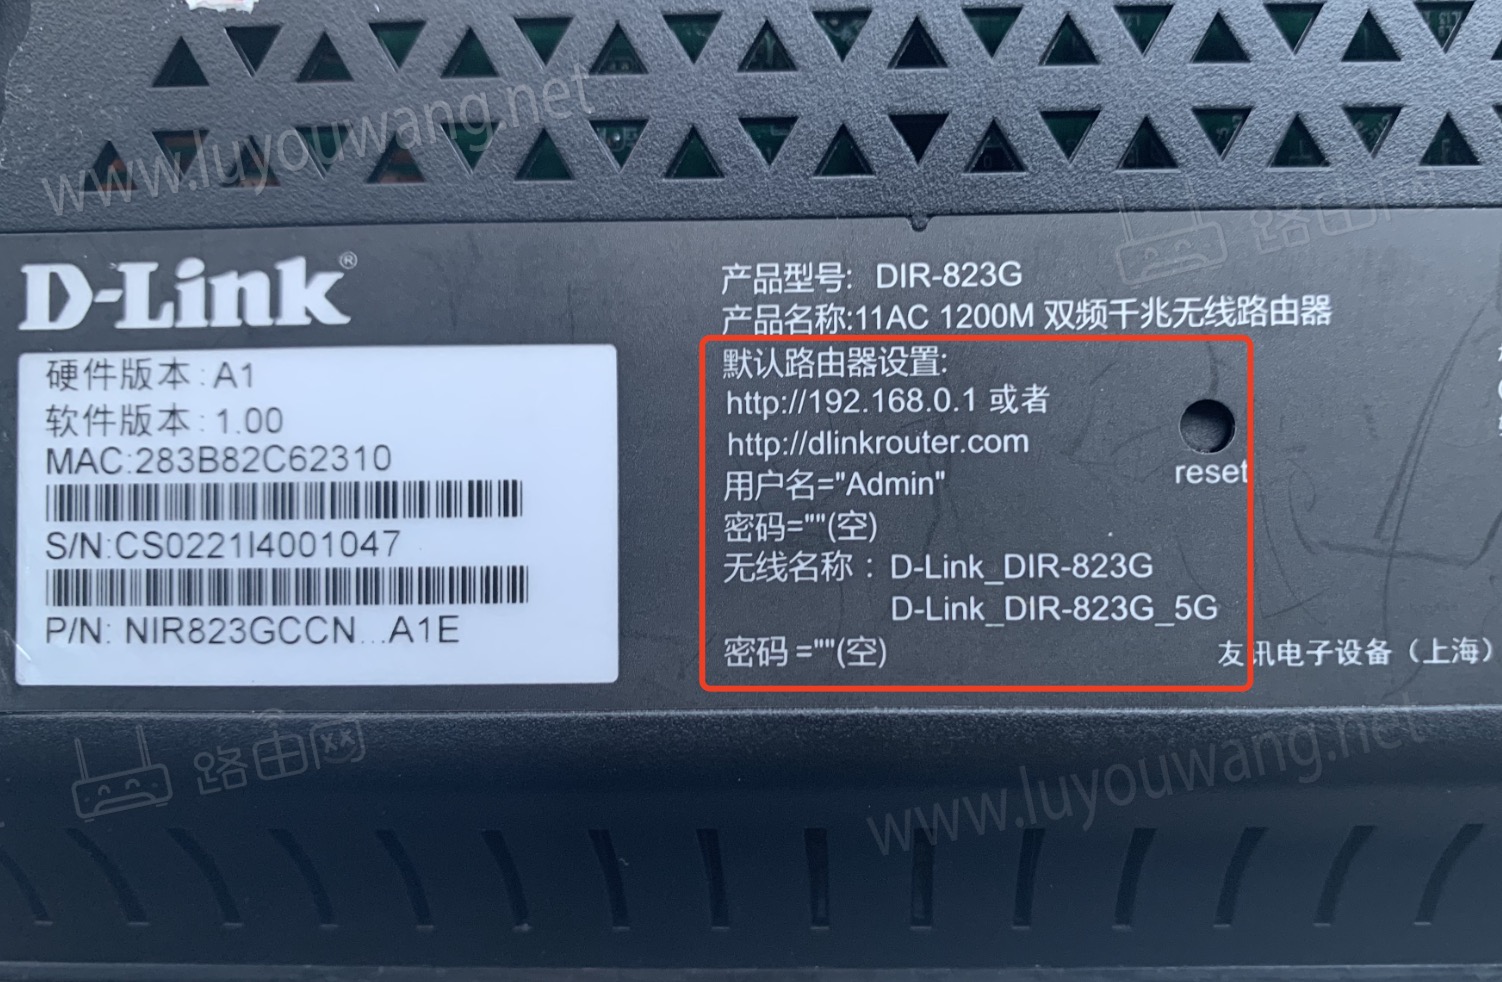 www.luyouwang.net
路由网
D-Link®
硬件版本:A1
软件版本:1.00
MAC:283B82C62310
S/N:CS0221I4001047
P/N: NIR823GCCN...A1E
产品型号: DIR-823G
产品名称:11AC 1200M 双频千兆无线路由器
默认路由器设置:
http://192.168.0.1 或者
http://dlinkrouter.com
用户名="Admin"
密码=""(空)
无线名称： D-Link_DIR-823G
D-Link_DIR-823G_5G
密码 =""(空)
reset
友讯电子设备（上海）
路由网
www.luyouwang.net